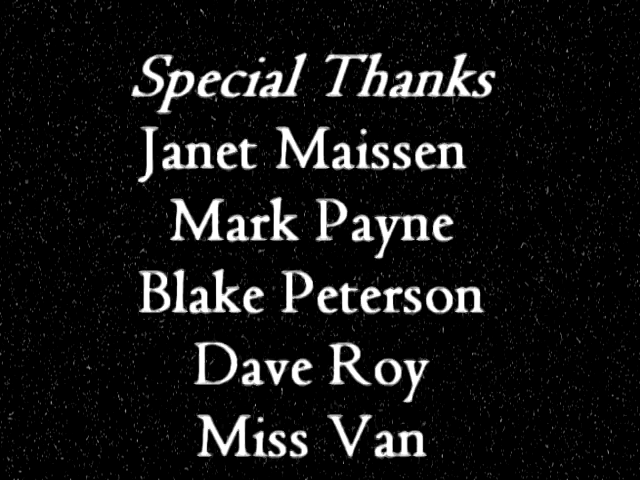 Special Thanks
Janet Maissen
Mark Payne
Blake Peterson
Dave Roy
Miss Van